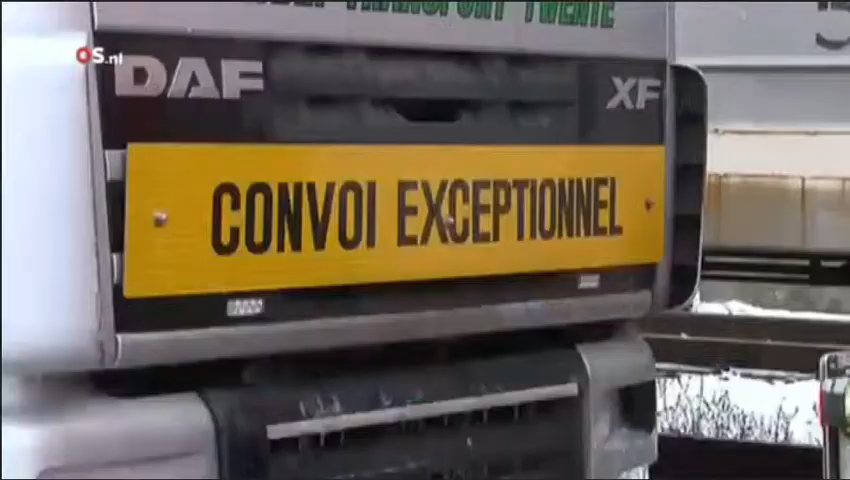 TRANSPORT TWENTE
OS.nl
DAF
XF
CONVOI EXCEPTIONNEL